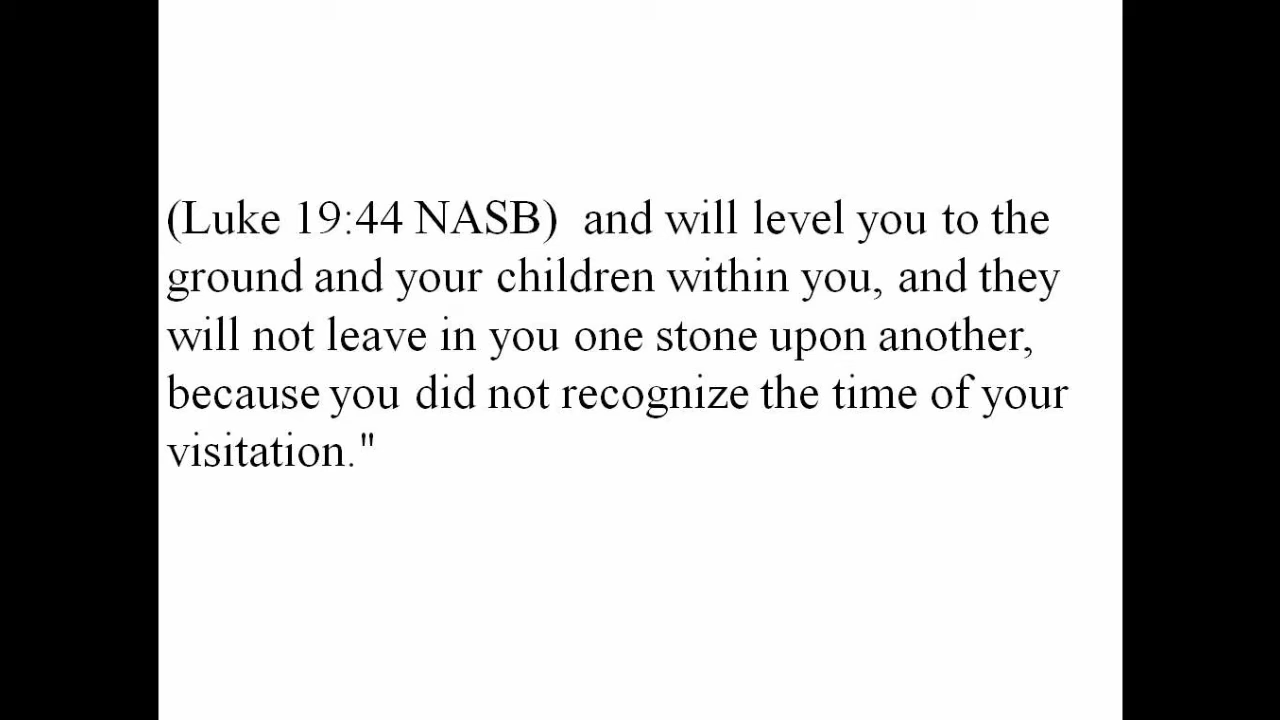 (Luke 19:44 NASB)  and will level you to the
ground and your children within you, and they
will not leave in you one stone upon another,
because you did not recognize the time of your
visitation."